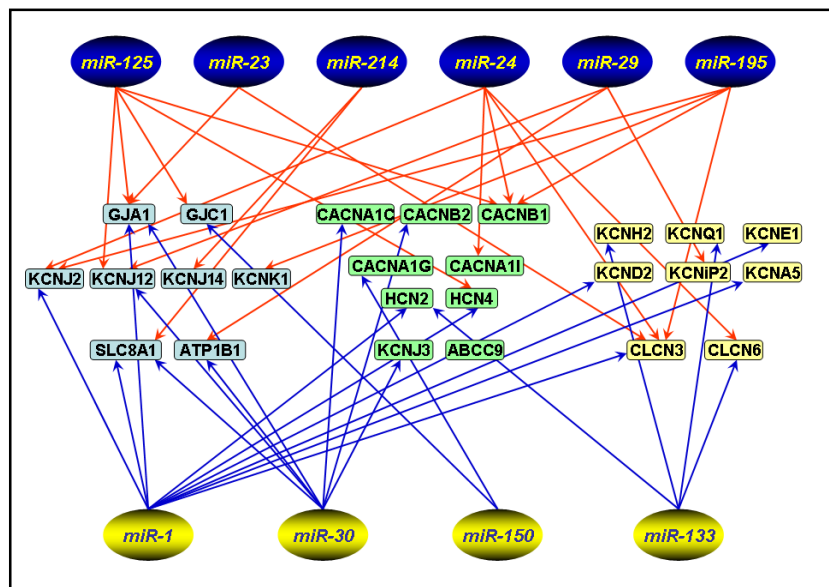 miR-125 miR-23 miR-214 miR-24 miR-29 miR-195
GJA1 GJC1 CACNA1C CACNB2 CACNB1
KCNH2 KCNQ1 KCNE1
KCNJ2 KCNJ12 KCNJ14 KCNK1 CACNA1G CACNA1I KCND2 KCNiP2 KCNA5
HCN2 HCN4
SLC8A1 ATP1B1 KCNJ3 ABCC9 CLCN3 CLCN6
miR-1 miR-30 miR-150 miR-133